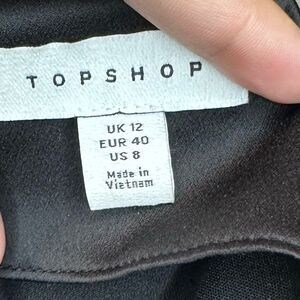 TOPSHOP
UK 12
EUR 40
US 8
Made in
Vietnam